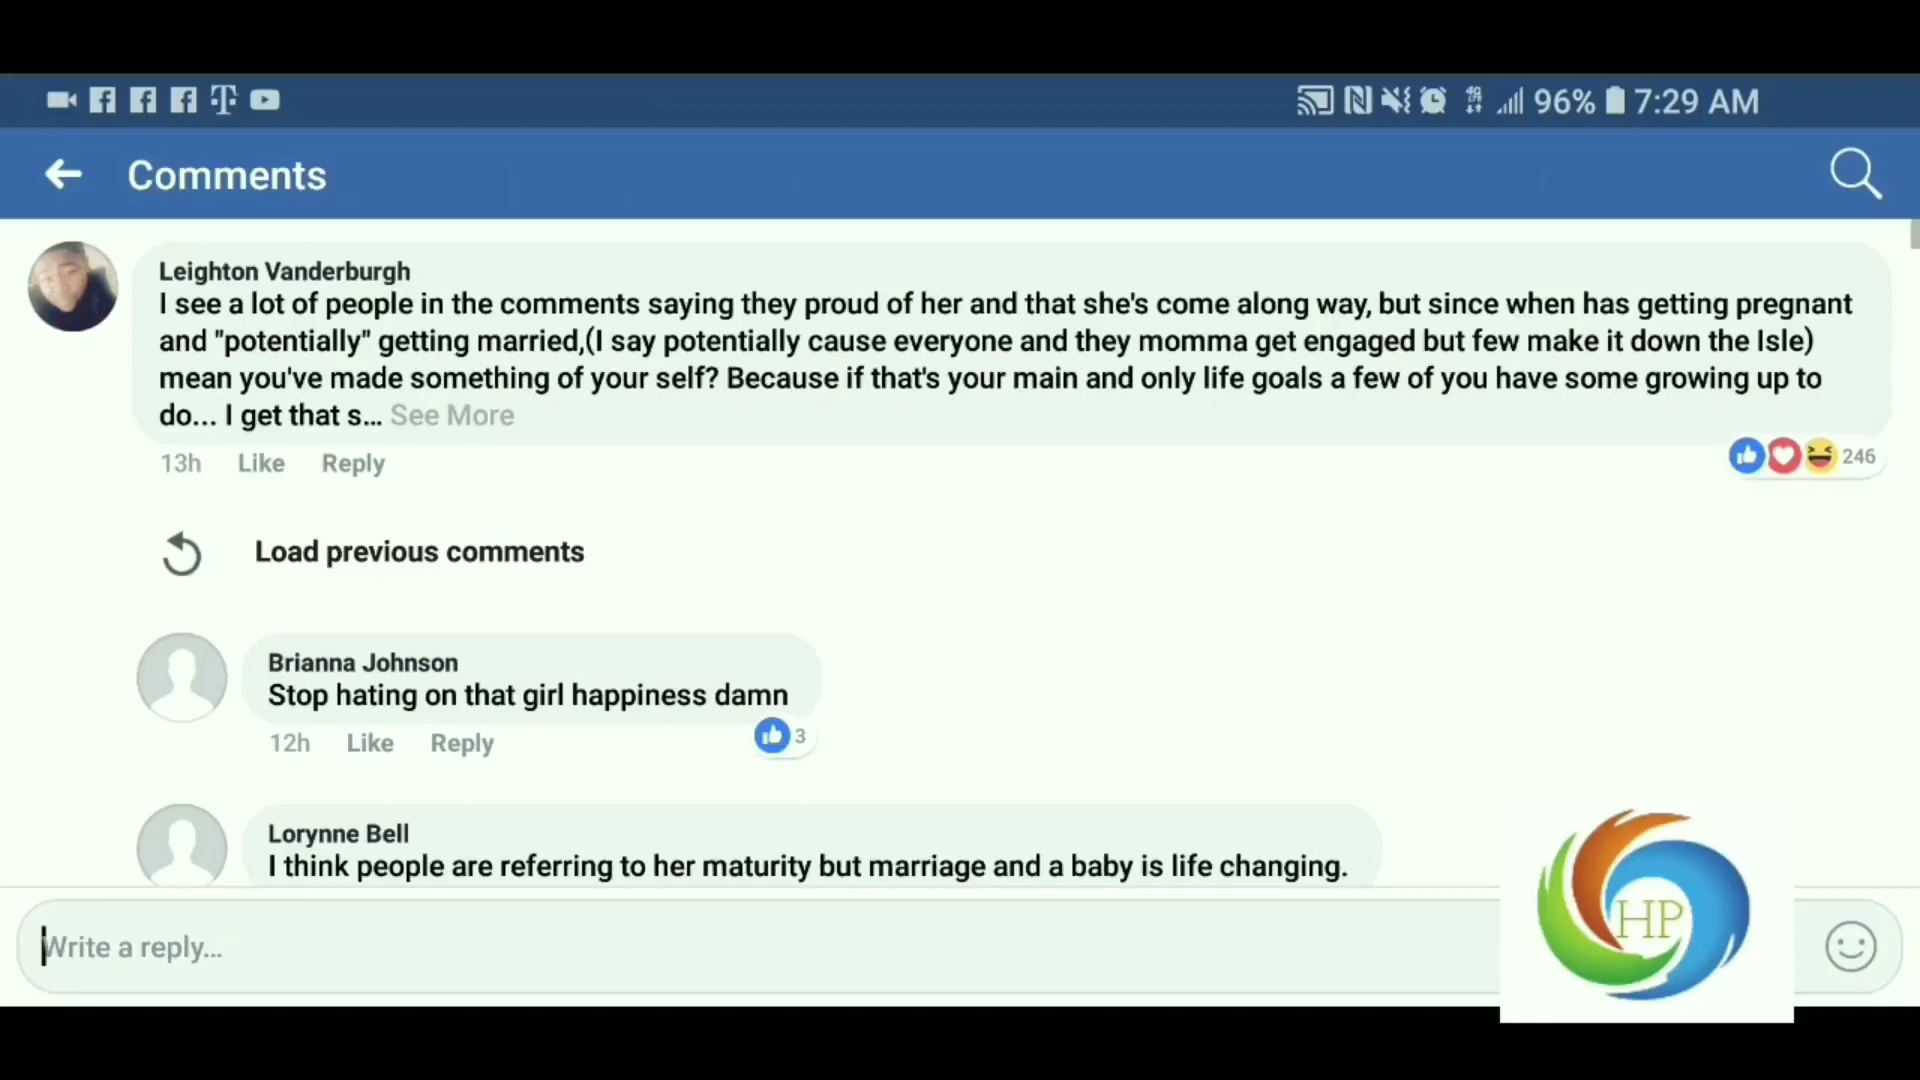 96% 7:29 AM
Comments
Leighton Vanderburgh
I see a lot of people in the comments saying they proud of her and that she's come along way, but since when has getting pregnant
and "potentially" getting married,(I say potentially cause everyone and they momma get engaged but few make it down the Isle)
mean you've made something of your self? Because if that's your main and only life goals a few of you have some growing up to
do... I get that s... See More
13h Like Reply
246
Load previous comments
Brianna Johnson
Stop hating on that girl happiness damn
12h Like Reply
3
Lorynne Bell
I think people are referring to her maturity but marriage and a baby is life changing.
Write a reply...
HP